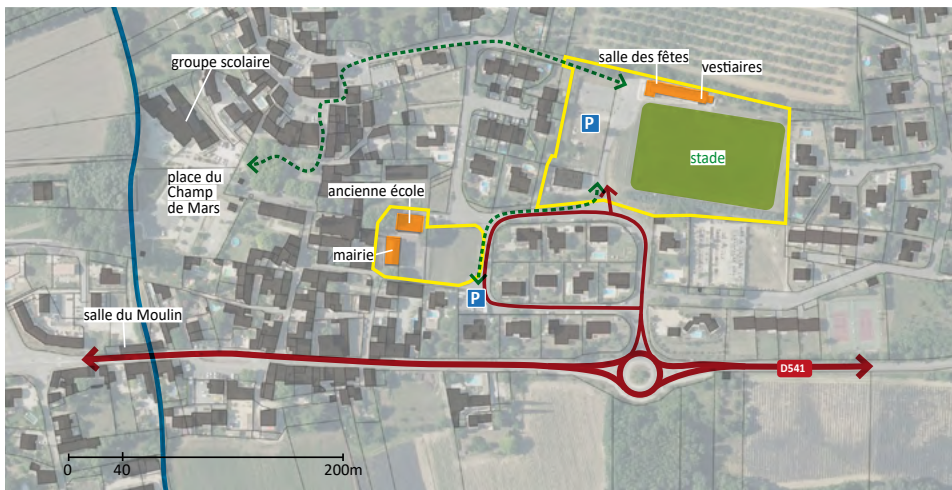 groupe scolaire
salle des fêtes
vestiaires
P
stade
place du
Champ
de Mars
ancienne école
mairie
P
salle du Moulin
D541
0
40
200m